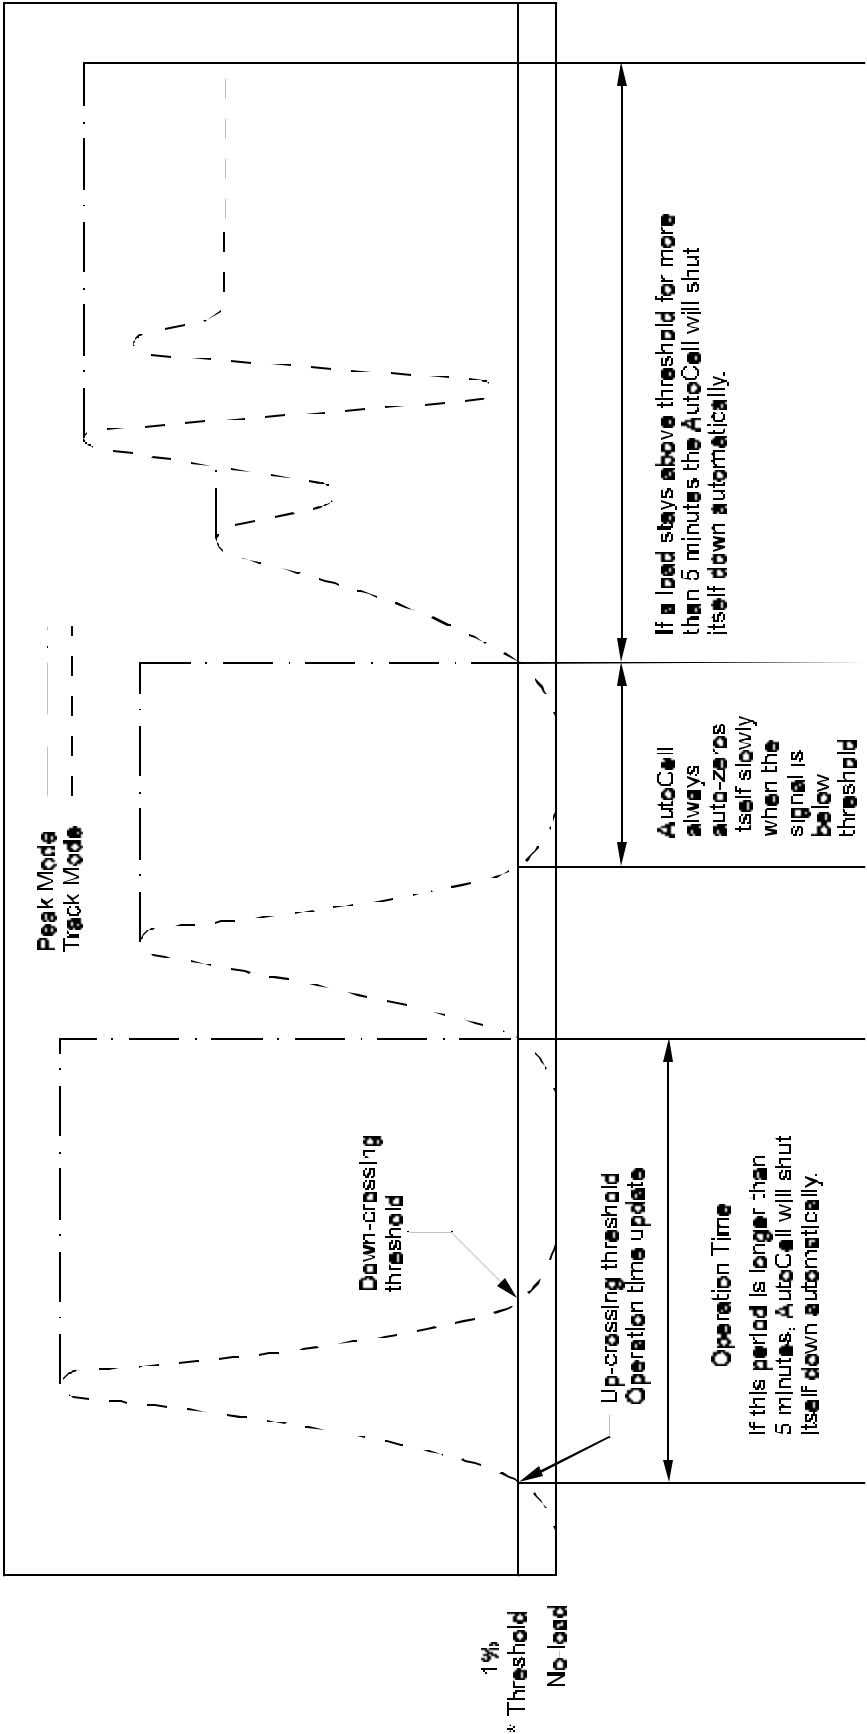 Peak Mode
Track Mode
Down-crossing
threshold
1%
* Threshold
No-load
Up-crossing threshold
Operation time update
Operation Time
If this period is longer than
5 minutes, AutoCell will shut
itself down automatically.
AutoCell
always
auto-zeros
tself slowly
when the
signal is
below
threshold
If a load stays above threshold for more
than 5 minutes the AutoCell will shut
itself down automatically.